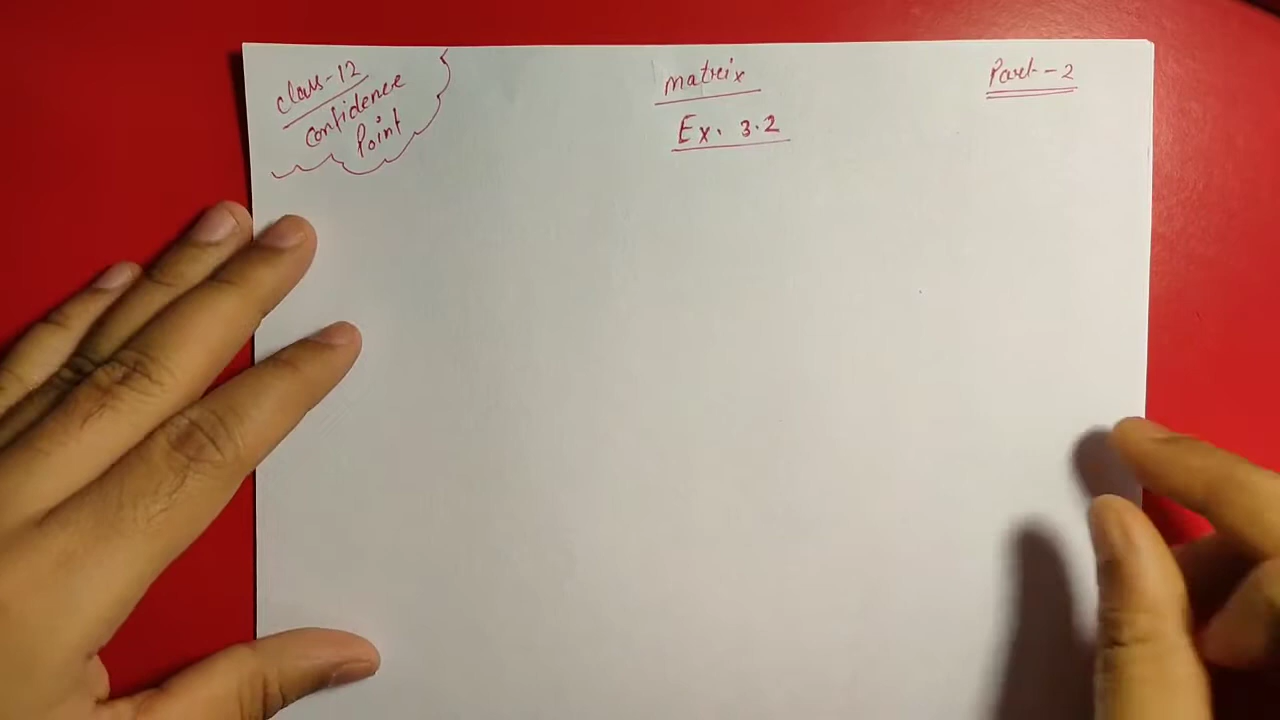 Class-12
Confidence
Point
Matrix
Ex. 3.2
Part-2